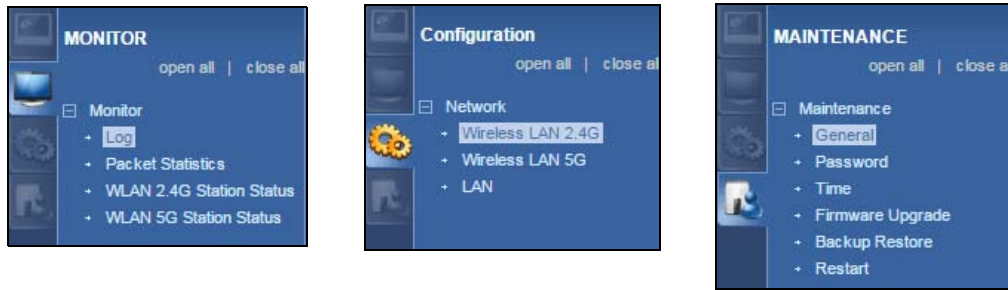 MONITOR
open all | close all
Monitor
Log
Packet Statistics
WLAN 2.4G Station Status
WLAN 5G Station Status
Configuration
open all | close al
Network
Wireless LAN 2.4G
Wireless LAN 5G
LAN
MAINTENANCE
open all | close a
Maintenance
General
Password
Time
Firmware Upgrade
Backup Restore
Restart